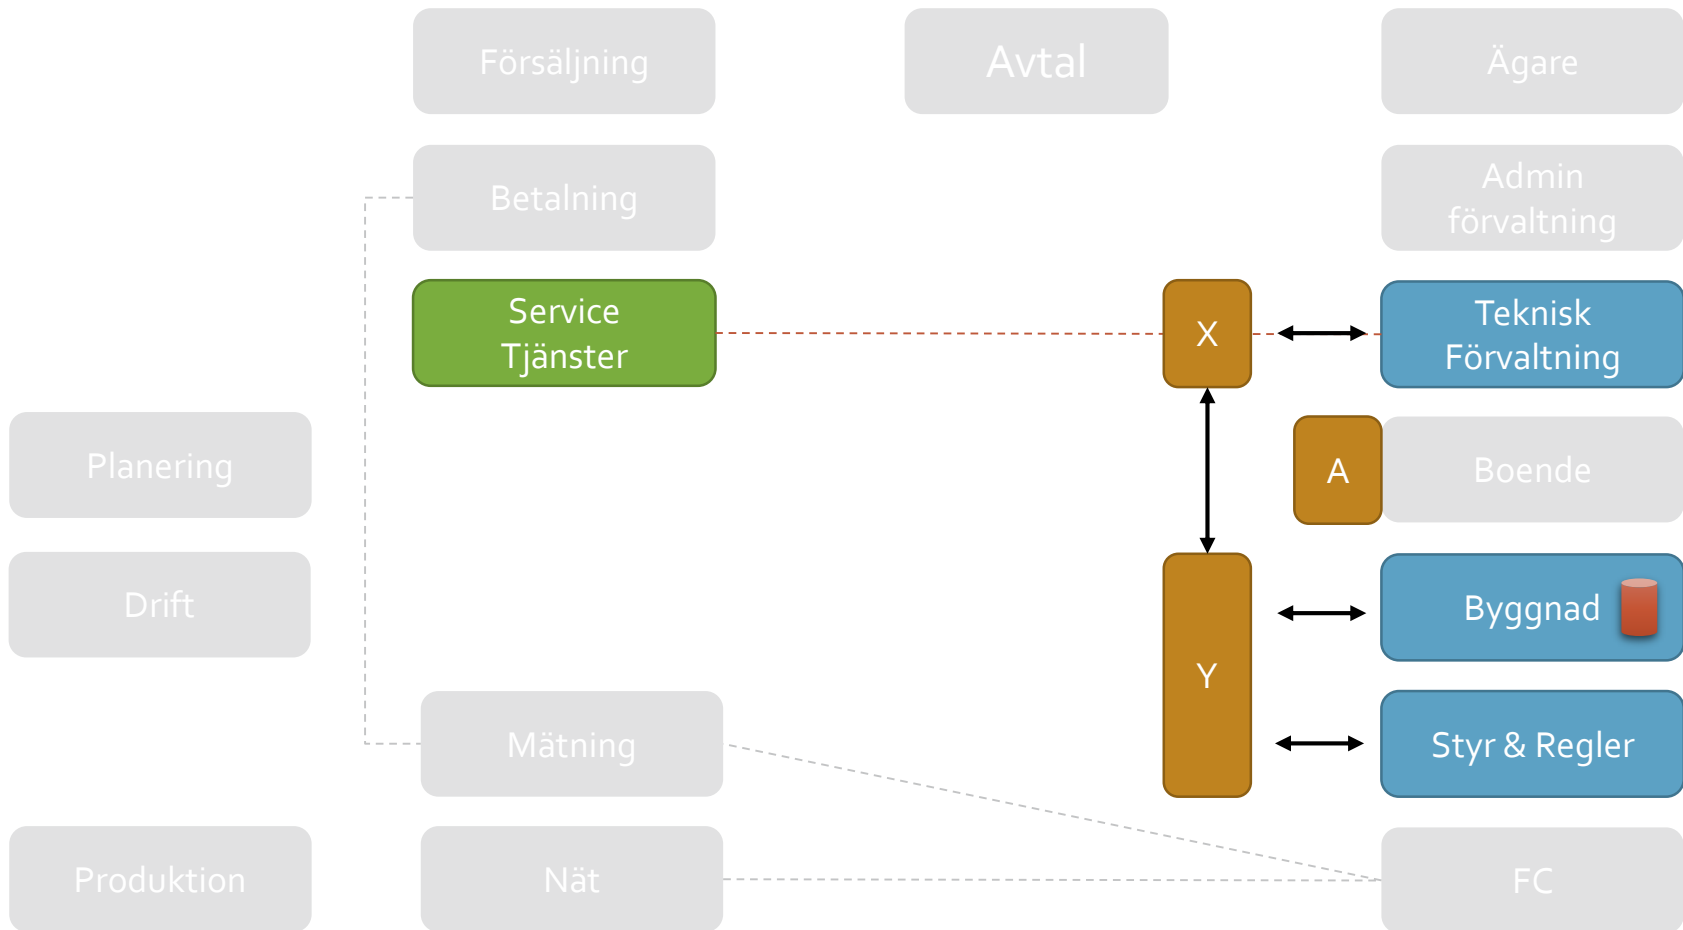 Försäljning
Avtal
Ägare
Betalning
Admin
förvaltning
Service
Tjänster
X
Teknisk
Förvaltning
Planering
A
Boende
Drift
Byggnad
Y
Mätning
Styr & Regler
Produktion
Nät
FC